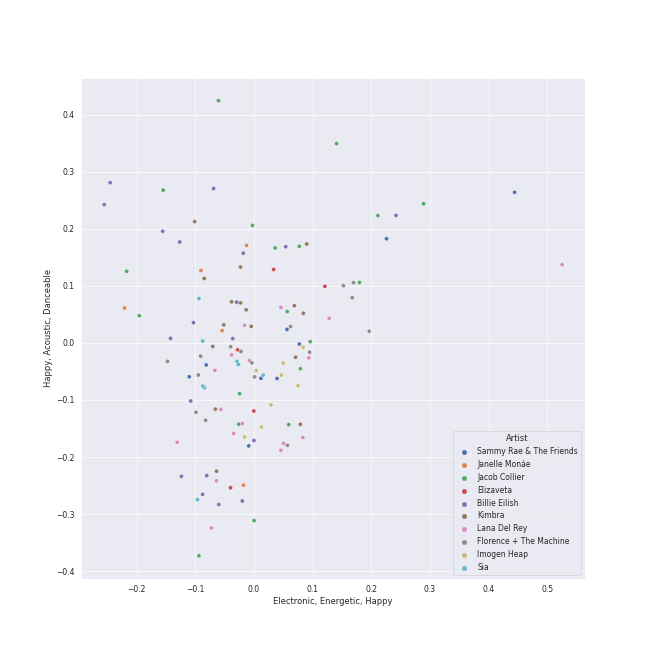 0.4
0.3
0.2
0.1
0.0
−0.1
−0.2
−0.3
−0.4
Happy, Acoustic, Danceable
Artist
Sammy Rae & The Friends
Janelle Monáe
Jacob Collier
Elizaveta
Billie Eilish
Kimbra
Lana Del Rey
Florence + The Machine
Imogen Heap
Sia
−0.2
−0.1
0.0
0.1
0.2
0.3
0.4
0.5
Electronic, Energetic, Happy